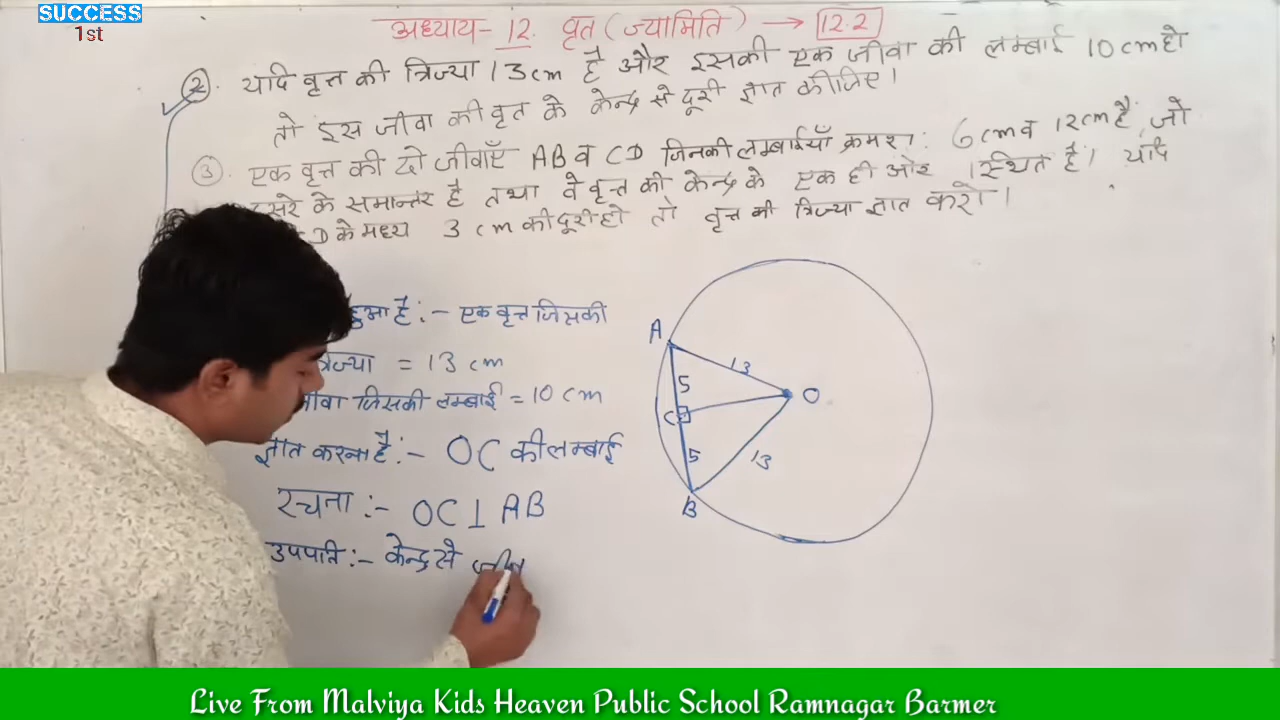 SUCCESS
1st
अध्याय- 12. वृत (ज्यामिति) → 12.2
2. यदि वृत्त की त्रिज्या 13cm है और इसकी एक जीवा की लम्बाई 10cm हो
तो इस जीवा की वृत के केन्द्र से दूरी ज्ञात कीजिए।
3. एक वृत्त की दो जीवाएँ AB व CD जिनकी लम्बाईयाँ क्रमश: 6cm व 12cm है, जो
दूसरे के समान्तर है तथा वे वृत्त की केन्द्र के एक ही ओर स्थित है। यदि
D के मध्य 3 cm की दूरी हो तो वृत्त की त्रिज्या ज्ञात करो।
हुआ है:- एक वृत्त जिसकी
त्रिज्या = 13 cm
जीवा जिसकी लम्बाई = 10 cm
ज्ञात करना है:- OC की लम्बाई
रचना:- OC⊥AB
उपपति:- केन्द्र से
A
13
5
C
O
5
13
B
Live From Malviya Kids Heaven Public School Ramnagar Barmer